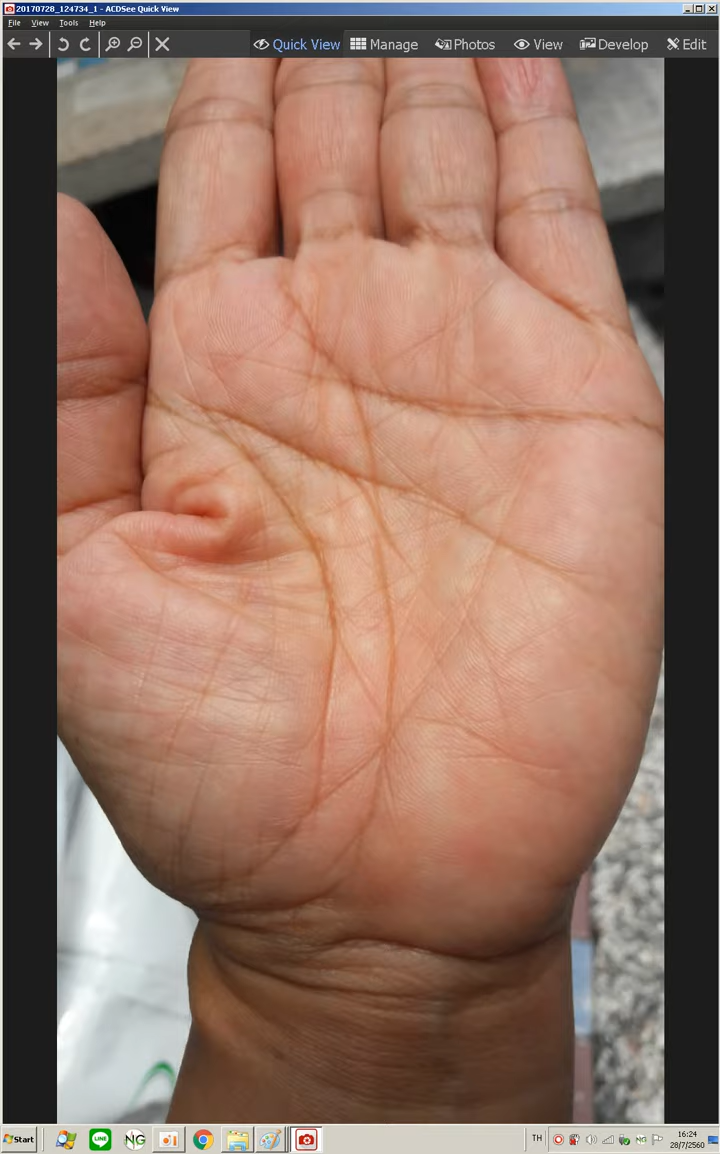 20170728_124734_1 - ACDSee Quick View
File View Tools Help
Quick View Manage Photos View Develop Edit
Start LINE NG TH NG 16:24
28/7/2560